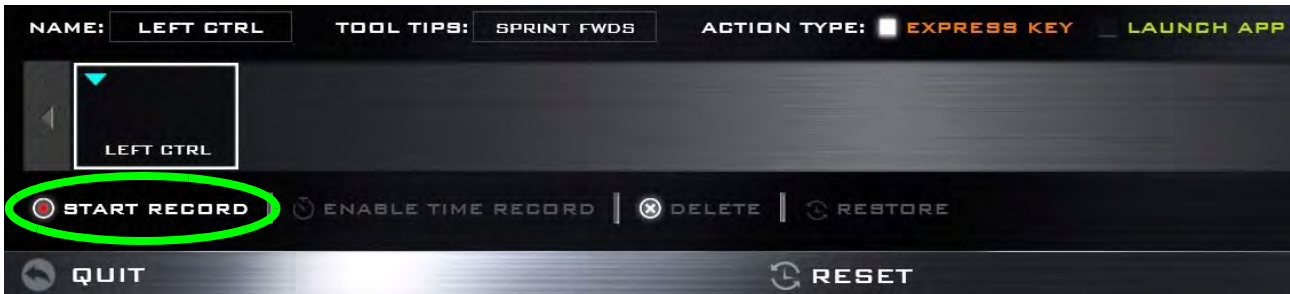 NAME: LEFT CTRL TOOL TIPS: SPRINT FWDS ACTION TYPE: EXPRESS KEY LAUNCH APP
LEFT CTRL
START RECORD ENABLE TIME RECORD DELETE RESTORE
QUIT RESET